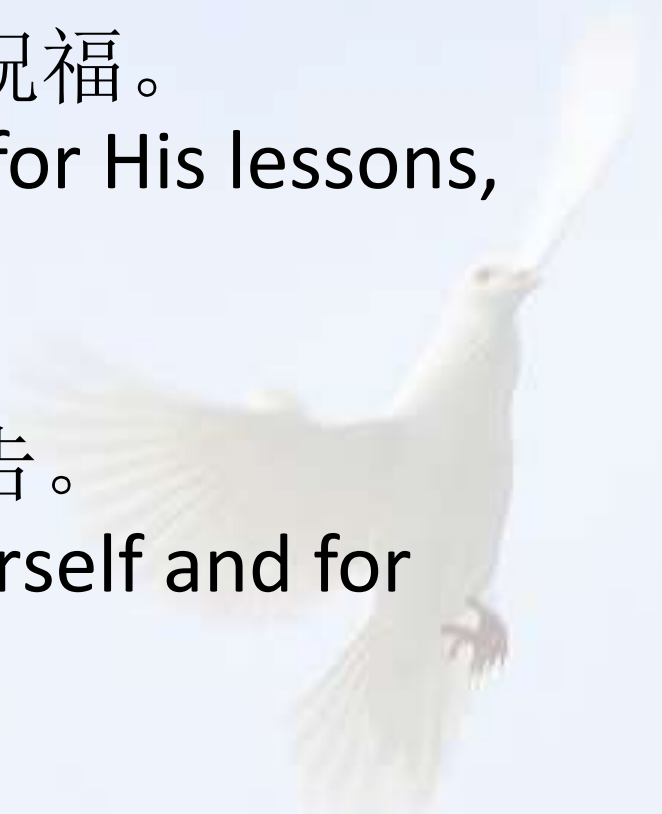 祝福。
for His lessons,
告。
rself and for